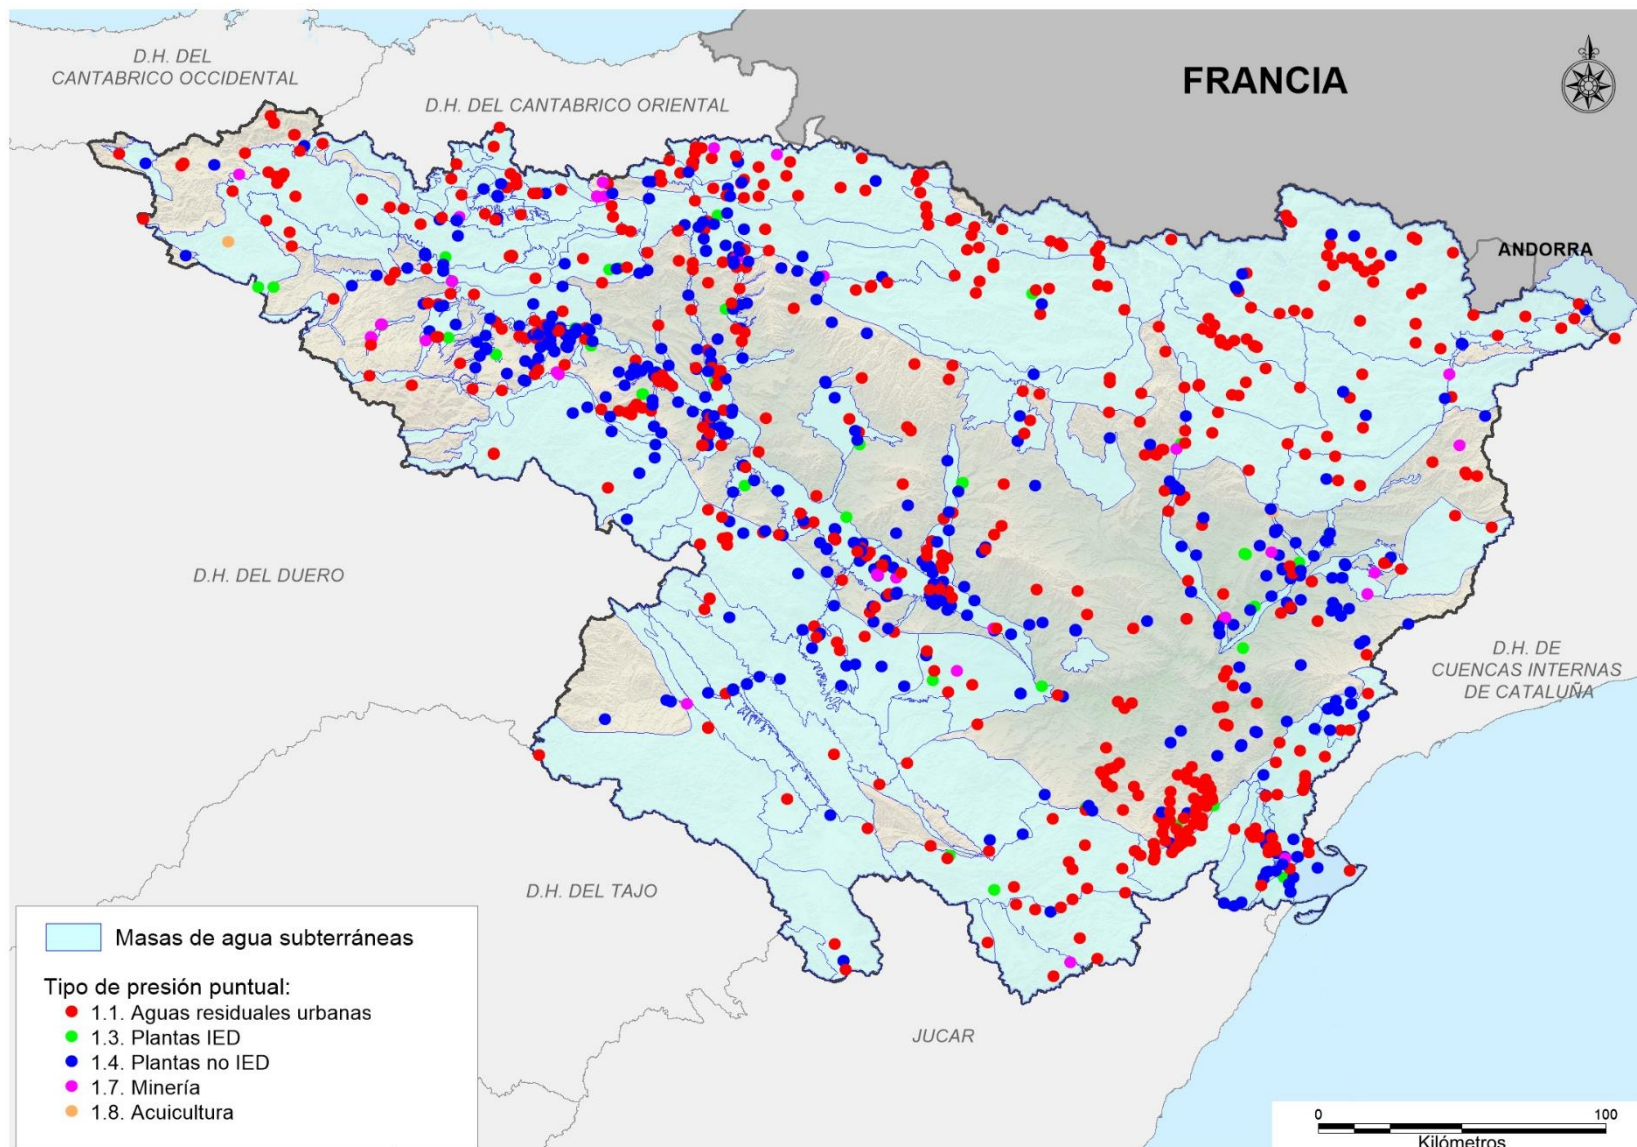 D.H. DEL
CANTABRICO OCCIDENTAL
D.H. DEL CANTABRICO ORIENTAL
FRANCIA
ANDORRA
D.H. DEL DUERO
D.H. DE
CUENCAS INTERNAS
DE CATALUÑA
D.H. DEL TAJO
JUCAR
Masas de agua subterráneas
Tipo de presión puntual:
1.1. Aguas residuales urbanas
1.3. Plantas IED
1.4. Plantas no IED
1.7. Minería
1.8. Acuicultura
0 100
Kilómetros